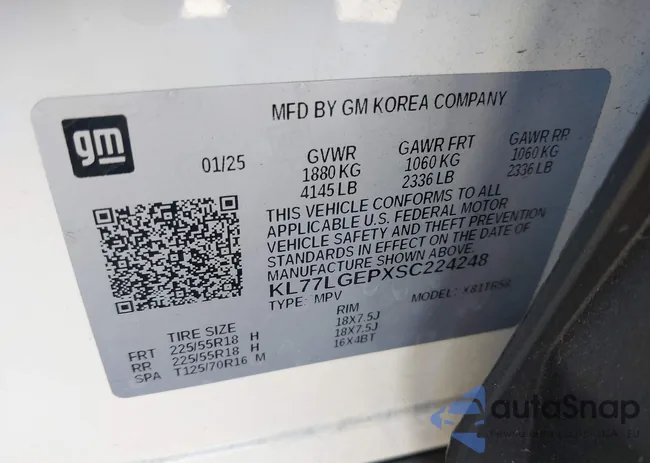 gm
MFD BY GM KOREA COMPANY
01/25
GVWR
1880 KG
4145 LB
GAWR FRT
1060 KG
2336 LB
GAWR RR
1060 KG
2336 LB
THIS VEHICLE CONFORMS TO ALL
APPLICABLE U.S. FEDERAL MOTOR
VEHICLE SAFETY AND THEFT PREVENTION
STANDARDS IN EFFECT ON THE DATE OF
MANUFACTURE SHOWN ABOVE.
KL77LGEPXSC224248
TYPE: MPV
MODEL:
TIRE SIZE
RIM
FRT 225/55R18 H 18X7.5J
RR 225/55R18 H 18X7.5J
SPA T125/70R16 M 16X4BT
autoSnap